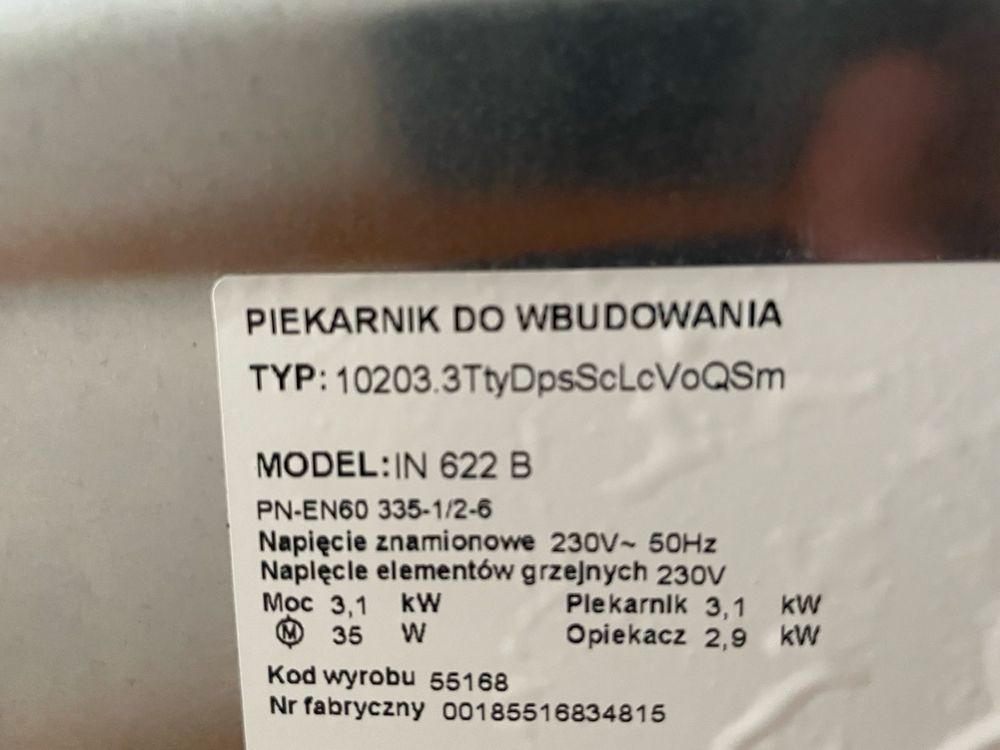 PIEKARNIK DO WBUDOWANIA
TYP: 10203.3TtyDpsScLcVoQSm
MODEL: IN 622 B
PN-EN60 335-1/2-6
Napięcie znamionowe 230V~ 50Hz
Napięcie elementów grzejnych 230V
Moc 3,1 kW Piekarnik 3,1 kW
M 35 W Opiekacz 2,9 kW
Kod wyrobu 55168
Nr fabryczny 00185516834815